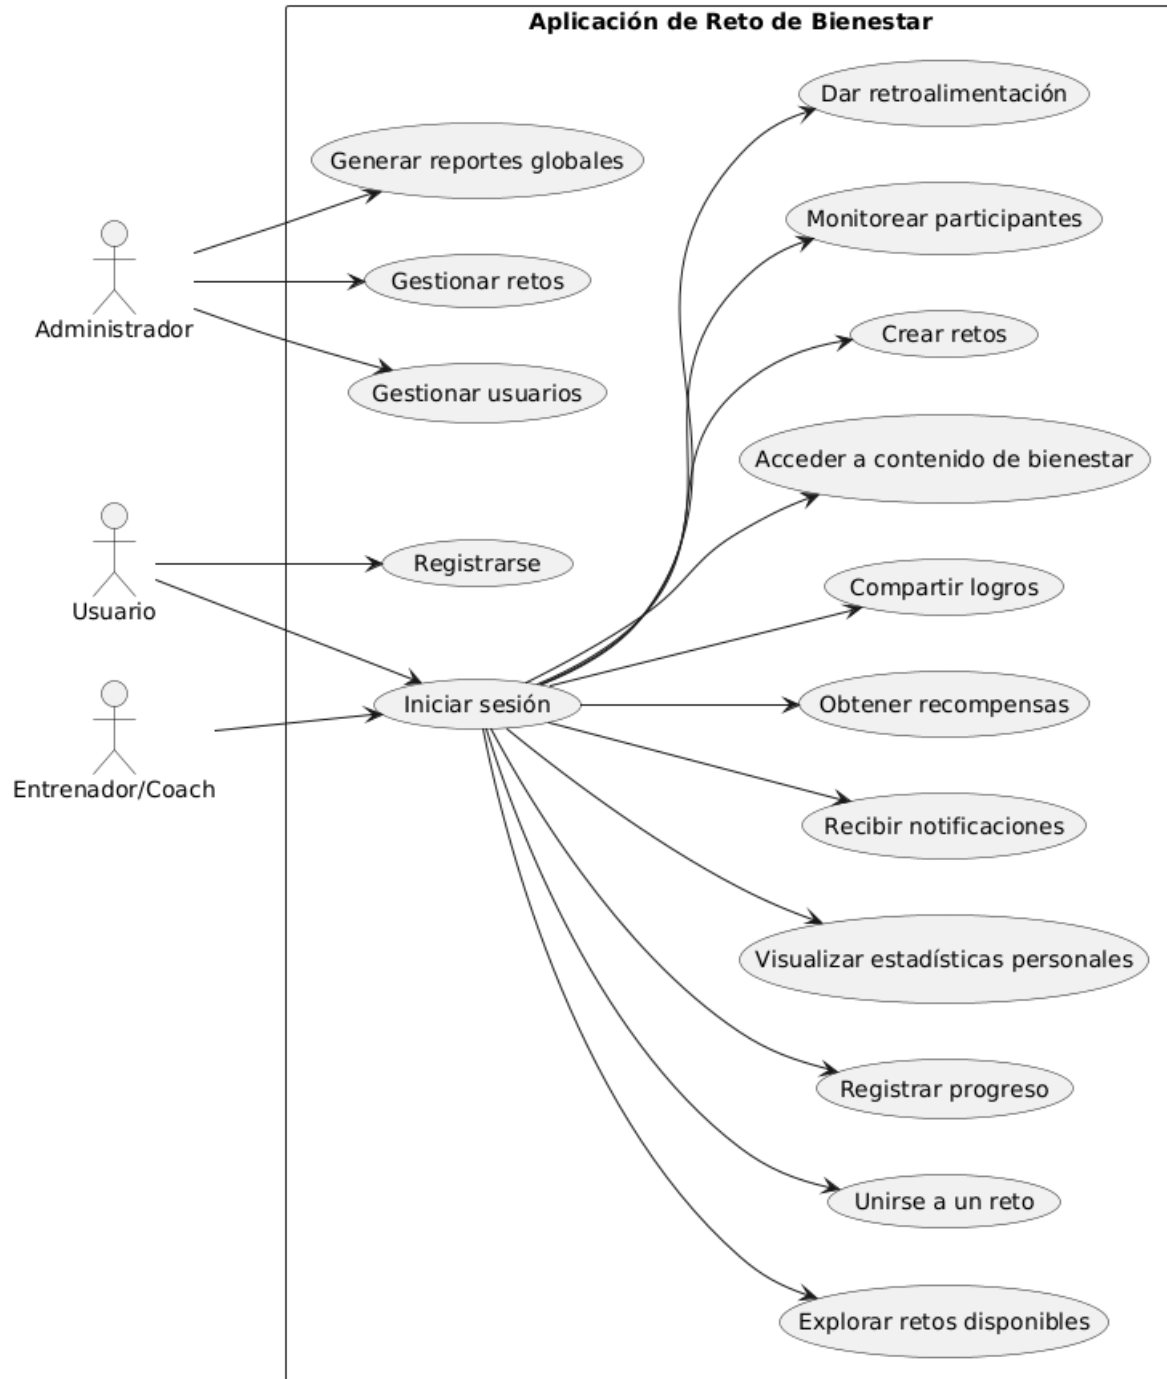 Aplicación de Reto de Bienestar
Dar retroalimentación
Generar reportes globales
Monitorear participantes
Gestionar retos
Administrador
Crear retos
Gestionar usuarios
Acceder a contenido de bienestar
Registrarse
Usuario
Compartir logros
Iniciar sesión
Obtener recompensas
Entrenador/Coach
Recibir notificaciones
Visualizar estadísticas personales
Registrar progreso
Unirse a un reto
Explorar retos disponibles